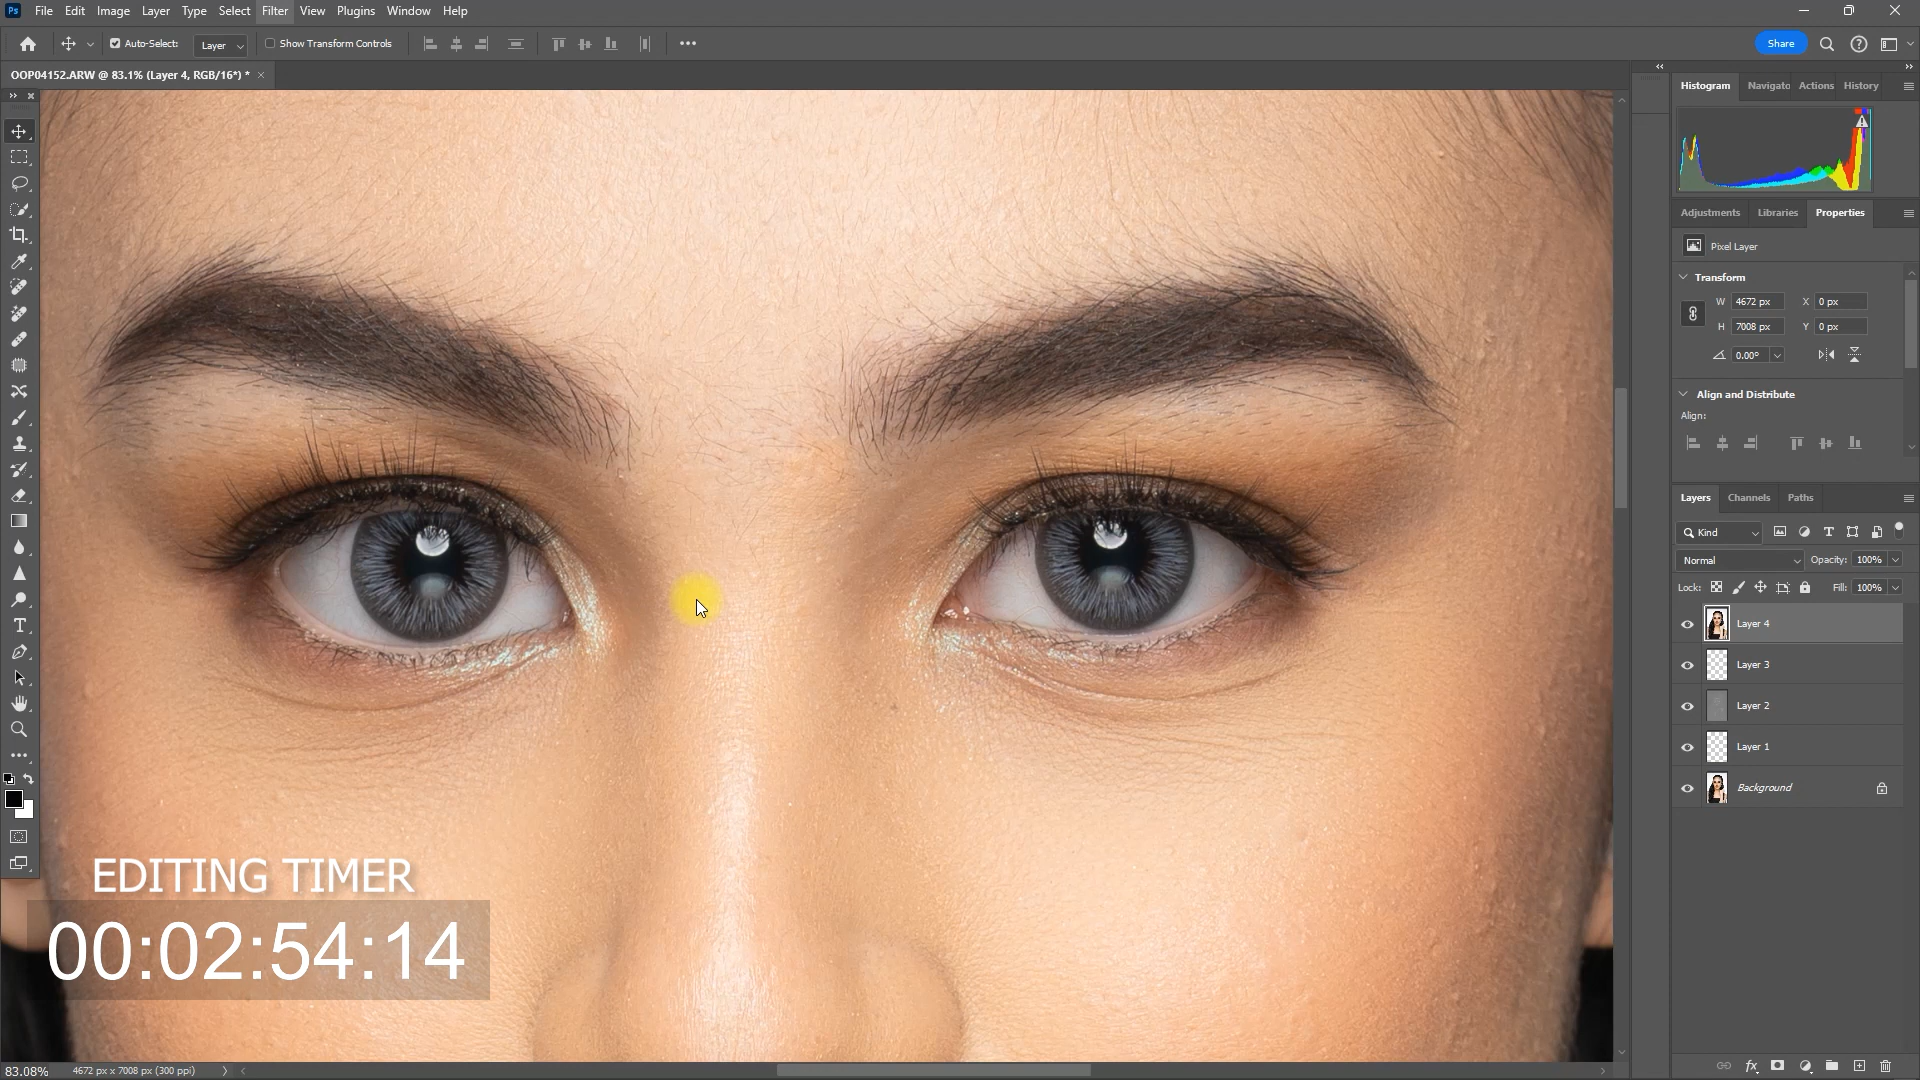 Ps File Edit Image Layer Type Select Filter View Plugins Window Help
Auto-Select: Layer Show Transform Controls Share
OOP04152.ARW @ 83.1% (Layer 4, RGB/16*) *
Histogram Navigato Actions History
Adjustments Libraries Properties
Pixel Layer
Transform
W 4672 px X 0 px
H 7008 px Y 0 px
0.00°
Align and Distribute
Align:
Layers Channels Paths
Kind
Normal Opacity: 100%
Lock: Fill: 100%
Layer 4
Layer 3
Layer 2
Layer 1
Background
EDITING TIMER
00:02:54:14
83.08% 4672 px x 7008 px (300 ppi)